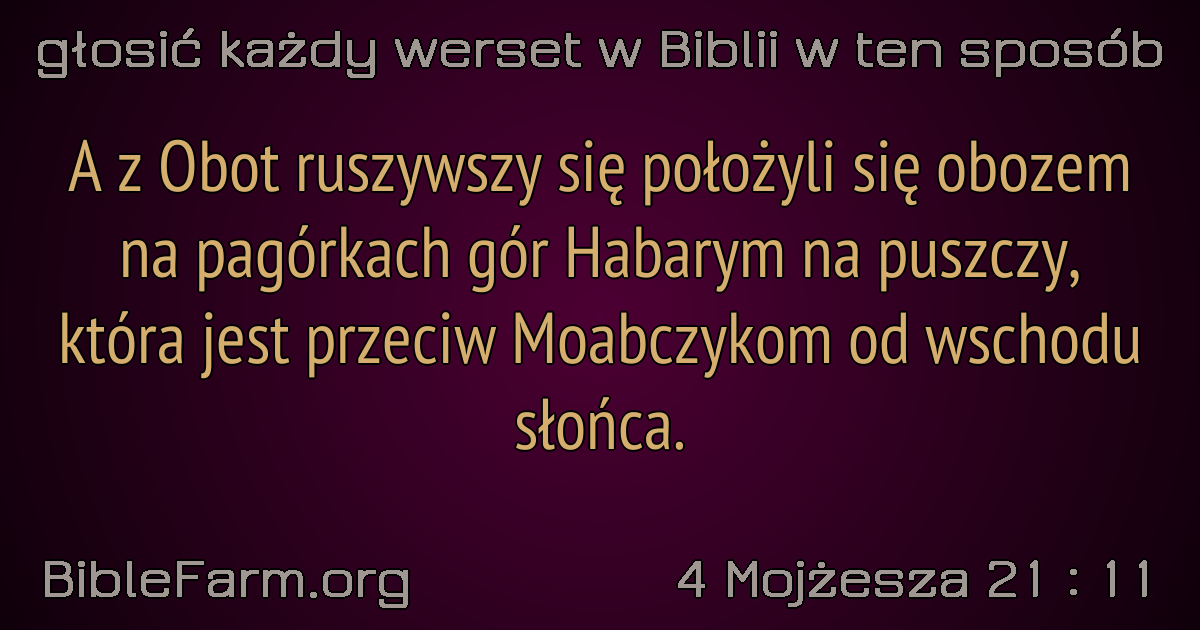 głosić każdy werset w Biblii w ten sposób
A z Obot ruszywszy się położyli się obozem
na pagórkach gór Habarym na puszczy,
która jest przeciw Moabczykom od wschodu
słońca.
BibleFarm.org
4 Mojżesza 21 : 11